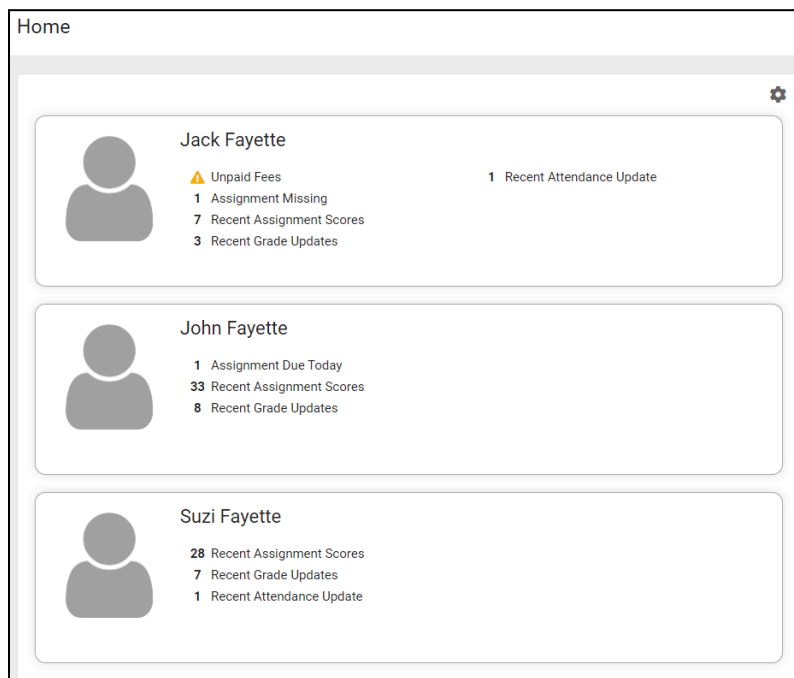 Home
Jack Fayette
Unpaid Fees
1 Assignment Missing
7 Recent Assignment Scores
3 Recent Grade Updates
1 Recent Attendance Update
John Fayette
1 Assignment Due Today
33 Recent Assignment Scores
8 Recent Grade Updates
Suzi Fayette
28 Recent Assignment Scores
7 Recent Grade Updates
1 Recent Attendance Update